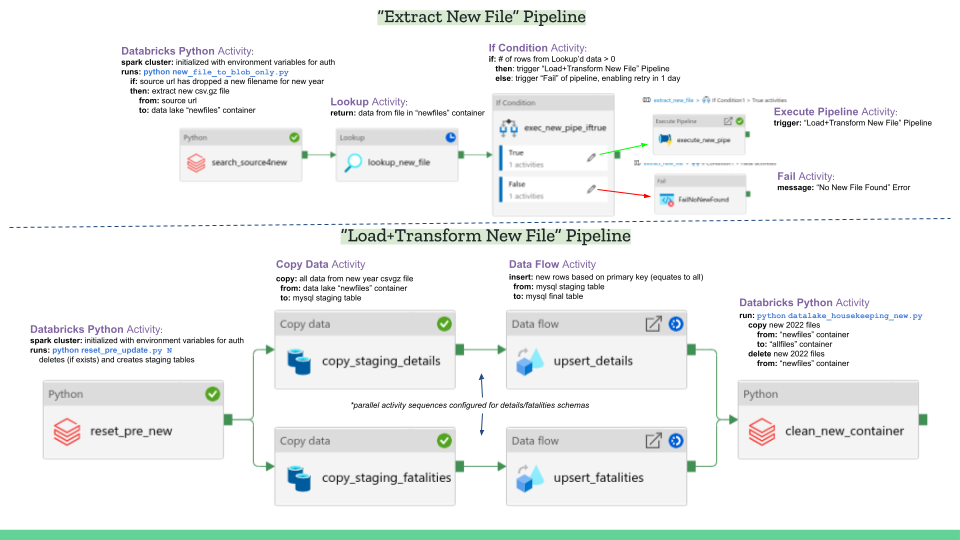 “Extract New File” Pipeline
Databricks Python Activity:
spark cluster: initialized with environment variables for auth
runs: python new_file_to_blob_only.py
if: source url has dropped a new filename for new year
then: extract new csv.gz file
from: source url
to: data lake “newfiles” container
Lookup Activity:
return: data from file in “newfiles” container
If Condition Activity:
if: # of rows from Lookup’d data > 0
then: trigger “Load+Transform New File” Pipeline
else: trigger “Fail” of pipeline, enabling retry in 1 day
Python
search_source4new
Lookup
lookup_new_file
If Condition
exec_new_pipe_iftrue
True
1 activities
False
1 activities
extract_new_file > If Condition1 > True activities
Execute Pipeline
execute_new_pipe
Execute Pipeline Activity:
trigger: “Load+Transform New File” Pipeline
extract_new_file > If Condition1 > False activities
Fail
FailNoNewFound
Fail Activity:
message: “No New File Found” Error
“Load+Transform New File” Pipeline
Databricks Python Activity:
spark cluster: initialized with environment variables for auth
runs: python reset_pre_update.py N
deletes (if exists) and creates staging tables
Python
reset_pre_new
Copy Data Activity
copy: all data from new year csvgz file
from: data lake “newfiles” container
to: mysql staging table
Copy data
copy_staging_details
Data Flow Activity
insert: new rows based on primary key (equates to all)
from: mysql staging table
to: mysql final table
Data flow
upsert_details
*parallel activity sequences configured for details/fatalities schemas
Copy data
copy_staging_fatalities
Data flow
upsert_fatalities
Databricks Python Activity
run: python datalake_housekeeping_new.py
copy new 2022 files
from: “newfiles” container
to: “allfiles” container
delete new 2022 files
from: “newfiles” container
Python
clean_new_container